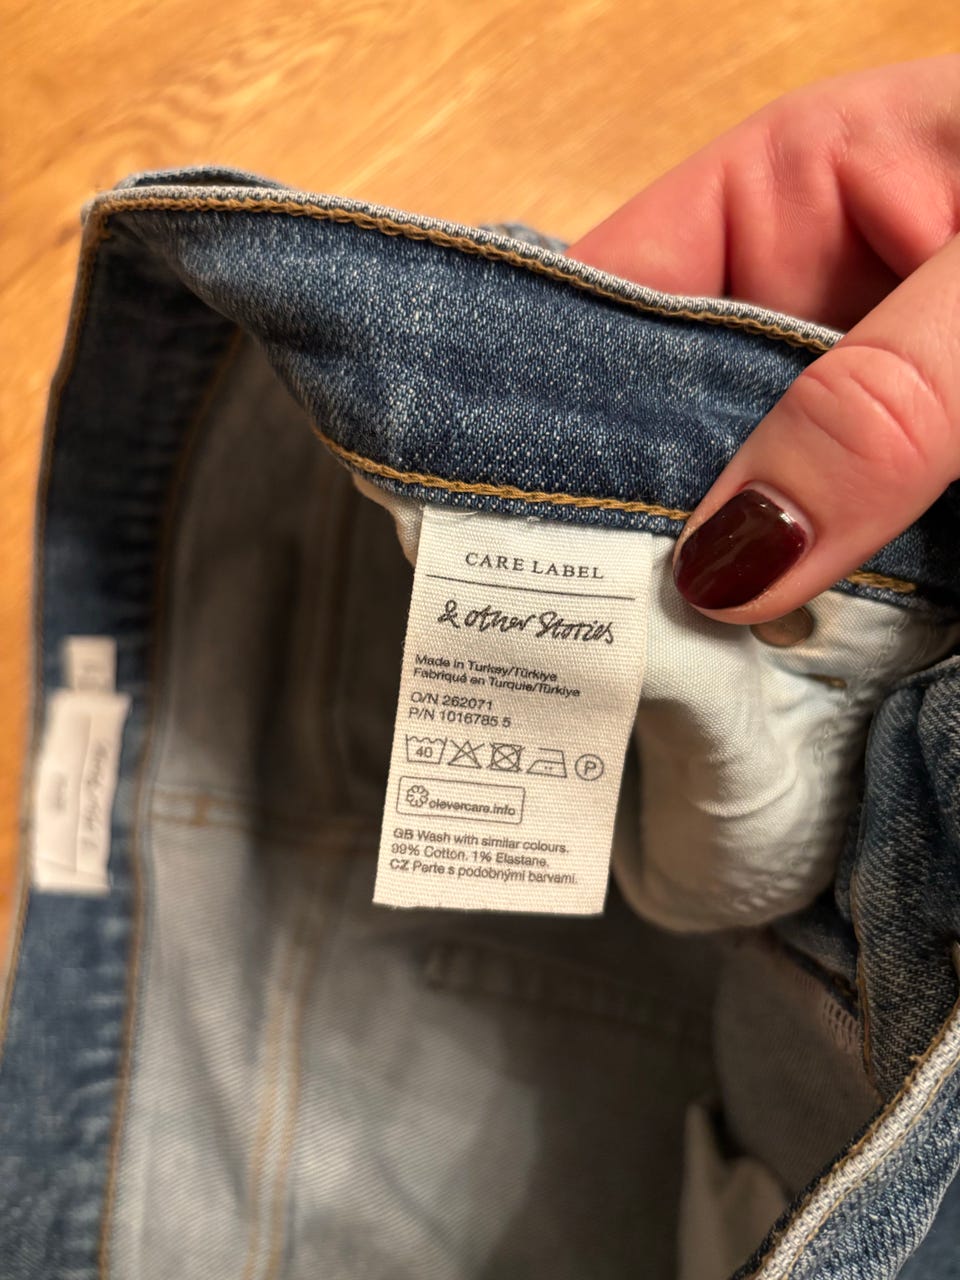 CARE LABEL
& other Stories
Made in Turkey/Türkiye
Fabriqué en Turquie/Türkiye
O/N 262071
P/N 1016785 5
40 P
clevercare.info
GB Wash with similar colours.
99% Cotton, 1% Elastane.
CZ Perte s podobnými barvami.